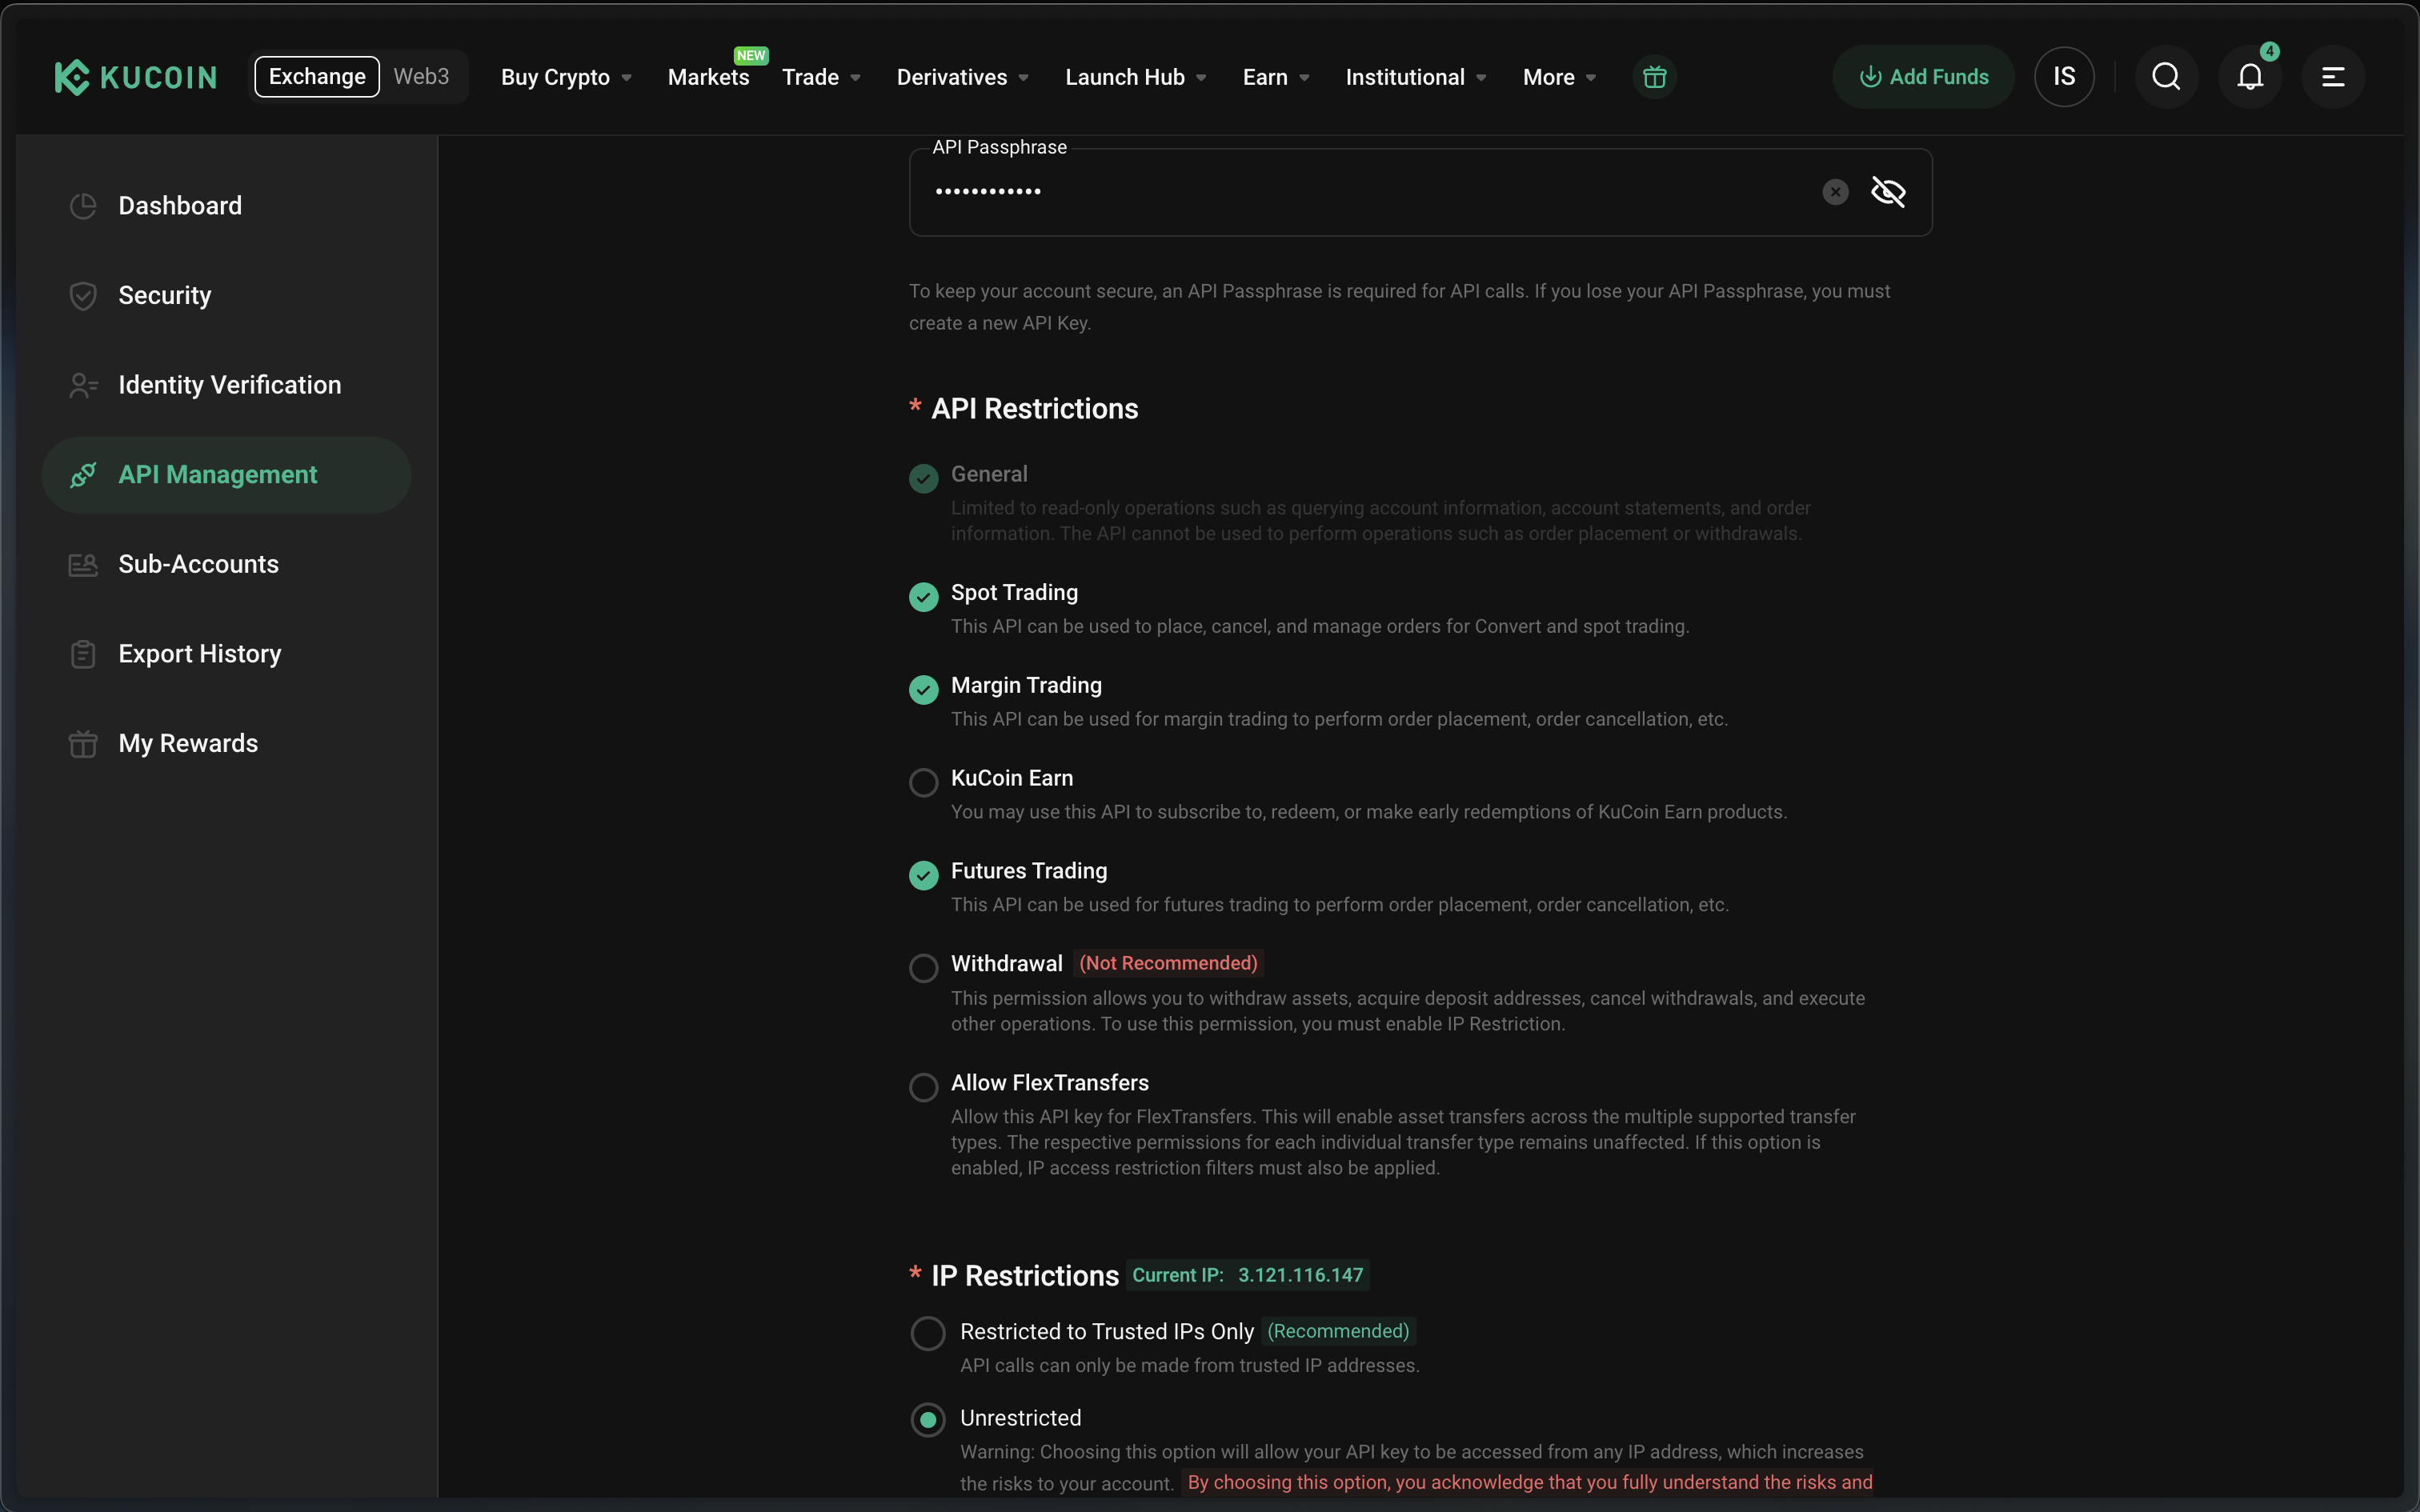 KUCOIN
Exchange
Web3
Buy Crypto
Markets
NEW
Trade
Derivatives
Launch Hub
Earn
Institutional
More
Add Funds
IS
4
Dashboard
Security
Identity Verification
API Management
Sub-Accounts
Export History
My Rewards
API Passphrase
••••••••••••
To keep your account secure, an API Passphrase is required for API calls. If you lose your API Passphrase, you must
create a new API Key.
* API Restrictions
General
Limited to read-only operations such as querying account information, account statements, and order
information. The API cannot be used to perform operations such as order placement or withdrawals.
Spot Trading
This API can be used to place, cancel, and manage orders for Convert and spot trading.
Margin Trading
This API can be used for margin trading to perform order placement, order cancellation, etc.
KuCoin Earn
You may use this API to subscribe to, redeem, or make early redemptions of KuCoin Earn products.
Futures Trading
This API can be used for futures trading to perform order placement, order cancellation, etc.
Withdrawal (Not Recommended)
This permission allows you to withdraw assets, acquire deposit addresses, cancel withdrawals, and execute
other operations. To use this permission, you must enable IP Restriction.
Allow FlexTransfers
Allow this API key for FlexTransfers. This will enable asset transfers across the multiple supported transfer
types. The respective permissions for each individual transfer type remains unaffected. If this option is
enabled, IP access restriction filters must also be applied.
* IP Restrictions Current IP: 3.121.116.147
Restricted to Trusted IPs Only (Recommended)
API calls can only be made from trusted IP addresses.
Unrestricted
Warning: Choosing this option will allow your API key to be accessed from any IP address, which increases
the risks to your account. By choosing this option, you acknowledge that you fully understand the risks and